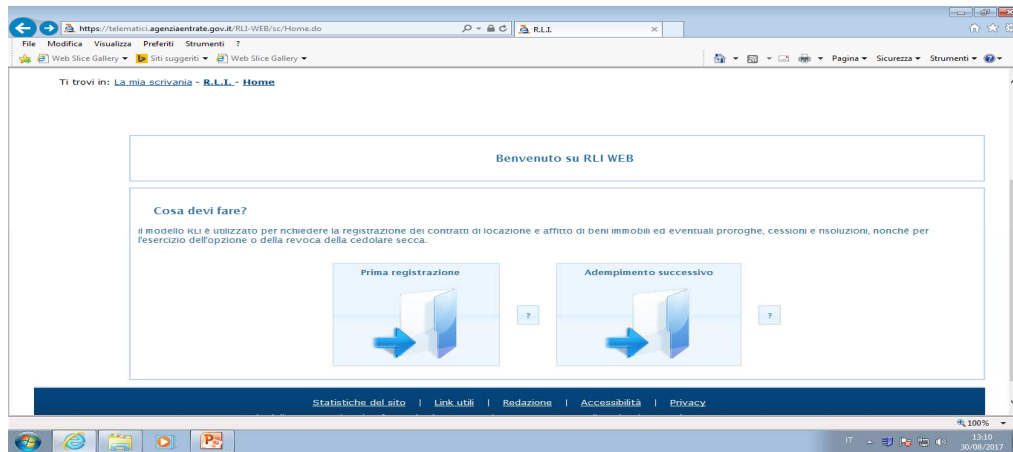 https://telematici.agenziaentrate.gov.it/RLI-WEB/sc/Home.do
R.L.I.
File Modifica Visualizza Preferiti Strumenti ?
Web Slice Gallery Siti suggeriti Web Slice Gallery
Pagina Sicurezza Strumenti
Ti trovi in: La mia scrivania - R.L.I. - Home
Benvenuto su RLI WEB
Cosa devi fare?
Il modello RLI è utilizzato per richiedere la registrazione dei contratti di locazione e affitto di beni immobili ed eventuali proroghe, cessioni e risoluzioni, nonché per
l'esercizio dell'opzione o della revoca della cedolare secca.
Prima registrazione
?
Adempimento successivo
?
Statistiche del sito | Link utili | Redazione | Accessibilità | Privacy
100%
IT
13:10
30/08/2017